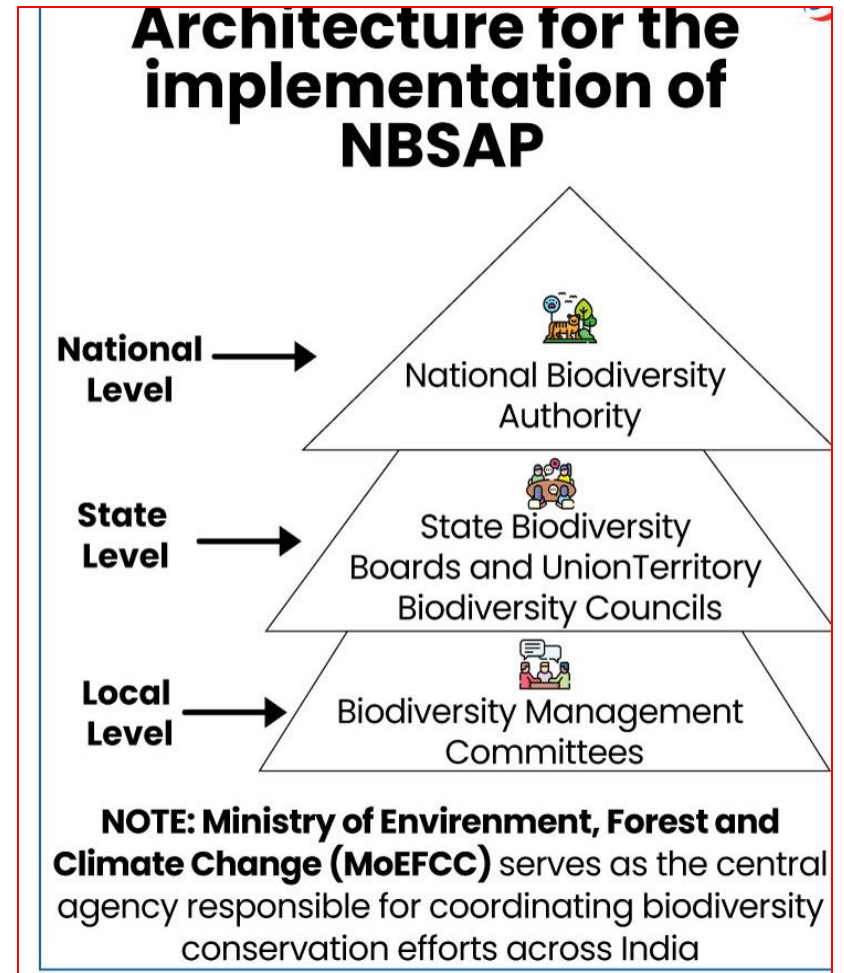 Architecture for the
implementation of
NBSAP
National
Level
National Biodiversity
Authority
State
Level
State Biodiversity
Boards and UnionTerritory
Biodiversity Councils
Local
Level
Biodiversity Management
Committees
NOTE: Ministry of Envirenment, Forest and
Climate Change (MoEFCC) serves as the central
agency responsible for coordinating biodiversity
conservation efforts across India